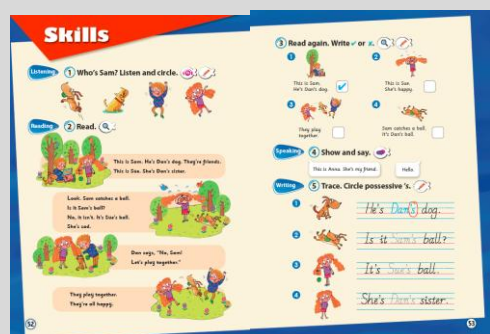 Skills
Listening 1 Who's Sam? Listen and circle.
Reading 2 Read.
This is Sam. He's Dan's dog. They're friends.
This is Sue. She's Dan's sister.
Look. Sam catches a ball.
Is it Sam's ball?
No, it isn't. It's Sue's ball.
She's sad.
Dan says, "No, Sam!
Let's play together."
They play together.
They're all happy.
52
3 Read again. Write ✓ or x.
1
This is Sam.
He's Dan's dog.
✓
2
This is Sue.
She's happy.
3
They play
together.
4
Sam catches a ball.
It's Dan's ball.
Speaking 4 Show and say.
This is Anna. She's my friend.
Hello
Writing 5 Trace. Circle possessive 's.
1 He's Dan's dog.
2 Is it Sam's ball?
3 It's Sue's ball.
4 She's Dan's sister.
53